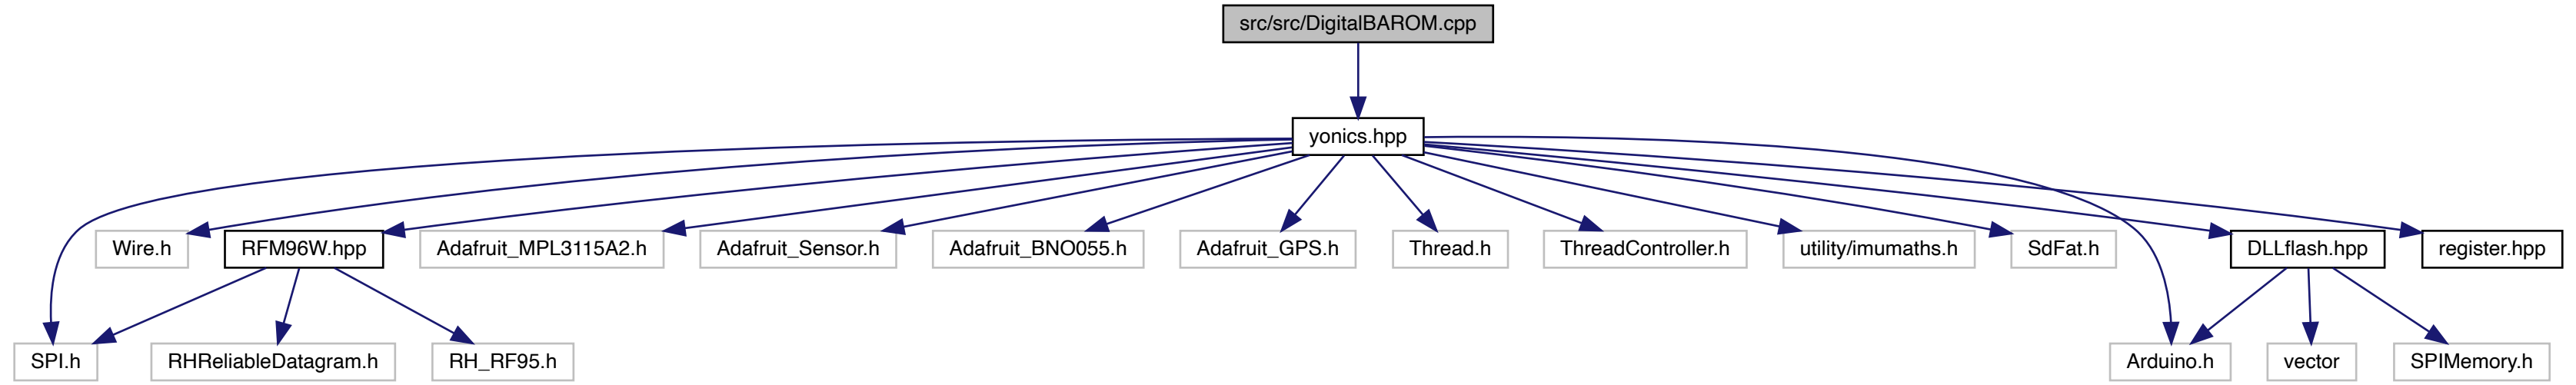 src/src/DigitalBAROM.cpp
yonics.hpp
Wire.h
RFM96W.hpp
Adafruit_MPL3115A2.h
Adafruit_Sensor.h
Adafruit_BNO055.h
Adafruit_GPS.h
Thread.h
ThreadController.h
utility/imumaths.h
SdFat.h
DLLflash.hpp
register.hpp
SPI.h
RHReliableDatagram.h
RH_RF95.h
Arduino.h
vector
SPIMemory.h